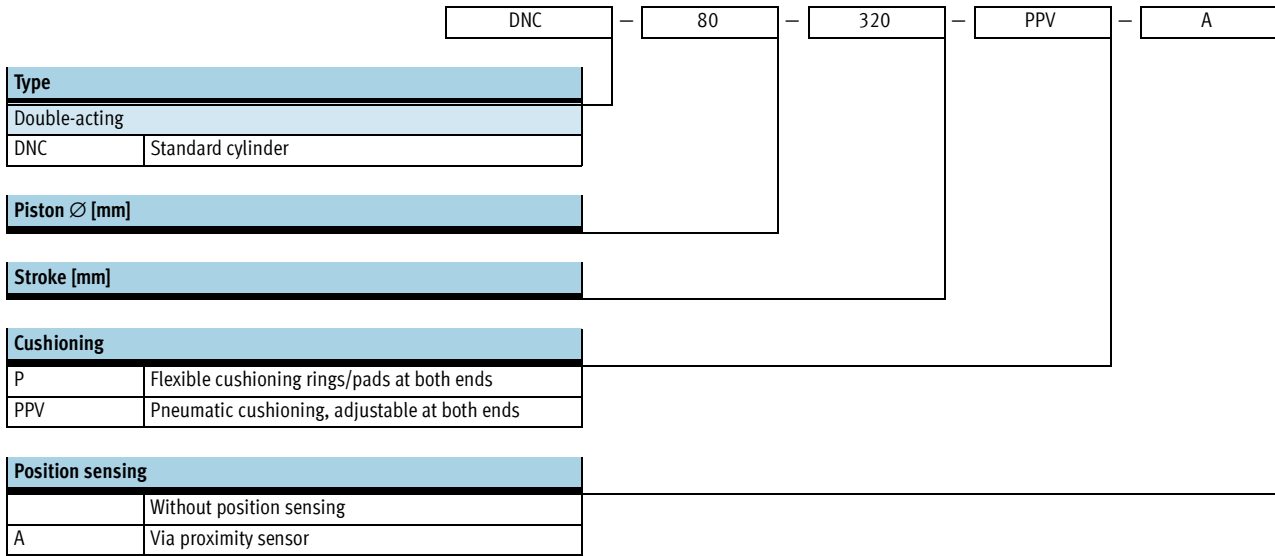 DNC – 80 – 320 – PPV – A
Type
Double-acting
DNC Standard cylinder
Piston ∅ [mm]
Stroke [mm]
Cushioning
P Flexible cushioning rings/pads at both ends
PPV Pneumatic cushioning, adjustable at both ends
Position sensing
Without position sensing
A Via proximity sensor